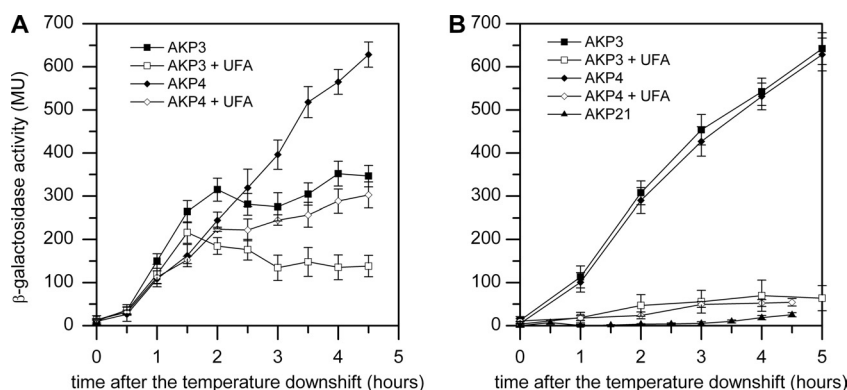 A
B
β-galactosidase activity (MU)
700
600
500
400
300
200
100
0
AKP3
AKP3 + UFA
AKP4
AKP4 + UFA
0 1 2 3 4 5
time after the temperature downshift (hours)
700
600
500
400
300
200
100
0
AKP3
AKP3 + UFA
AKP4
AKP4 + UFA
AKP21
0 1 2 3 4 5
time after the temperature downshift (hours)